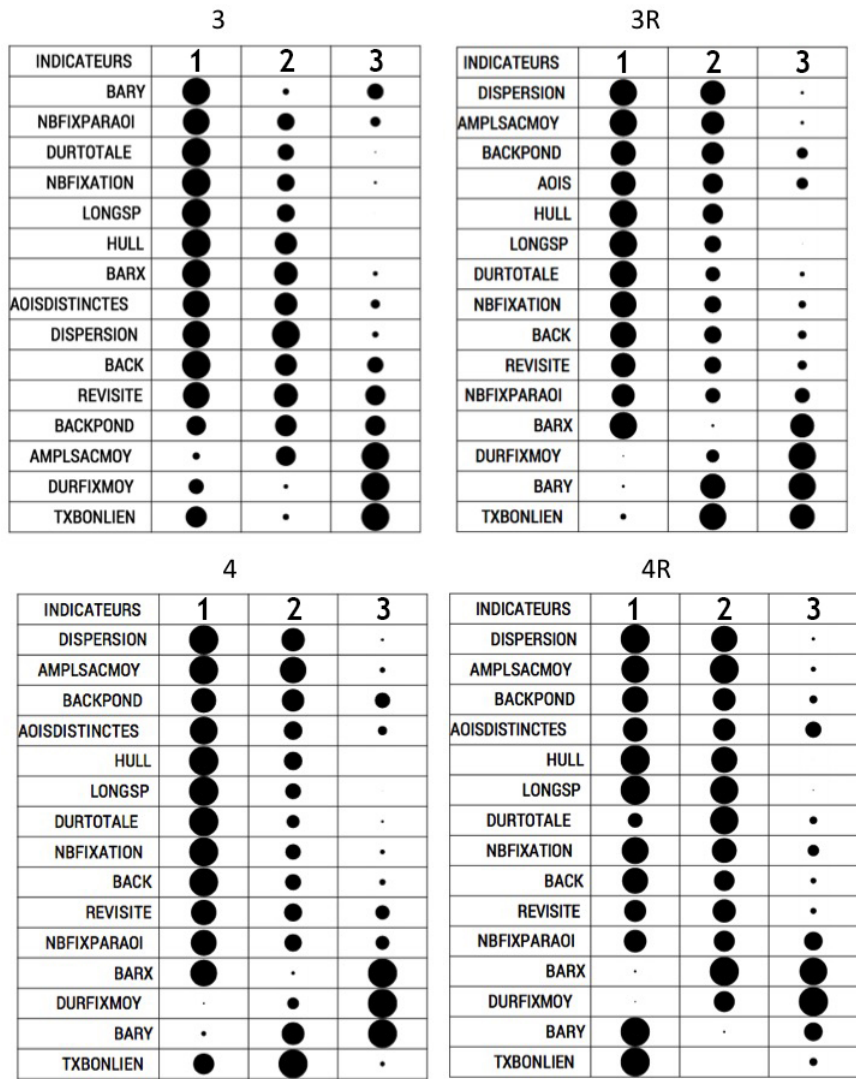 3
INDICATEURS 1 2 3
BARY
NBFIXPARAOI
DURTOTALE
NBFIXATION
LONGSP
HULL
BARX
AOISDISTINCTES
DISPERSION
BACK
REVISITE
BACKPOND
AMPLSACMOY
DURFIXMOY
TXBONLIEN
3R
INDICATEURS 1 2 3
DISPERSION
AMPLSACMOY
BACKPOND
AOIS
HULL
LONGSP
DURTOTALE
NBFIXATION
BACK
REVISITE
NBFIXPARAOI
BARX
DURFIXMOY
BARY
TXBONLIEN
4
INDICATEURS 1 2 3
DISPERSION
AMPLSACMOY
BACKPOND
AOISDISTINCTES
HULL
LONGSP
DURTOTALE
NBFIXATION
BACK
REVISITE
NBFIXPARAOI
BARX
DURFIXMOY
BARY
TXBONLIEN
4R
INDICATEURS 1 2 3
DISPERSION
AMPLSACMOY
BACKPOND
AOISDISTINCTES
HULL
LONGSP
DURTOTALE
NBFIXATION
BACK
REVISITE
NBFIXPARAOI
BARX
DURFIXMOY
BARY
TXBONLIEN